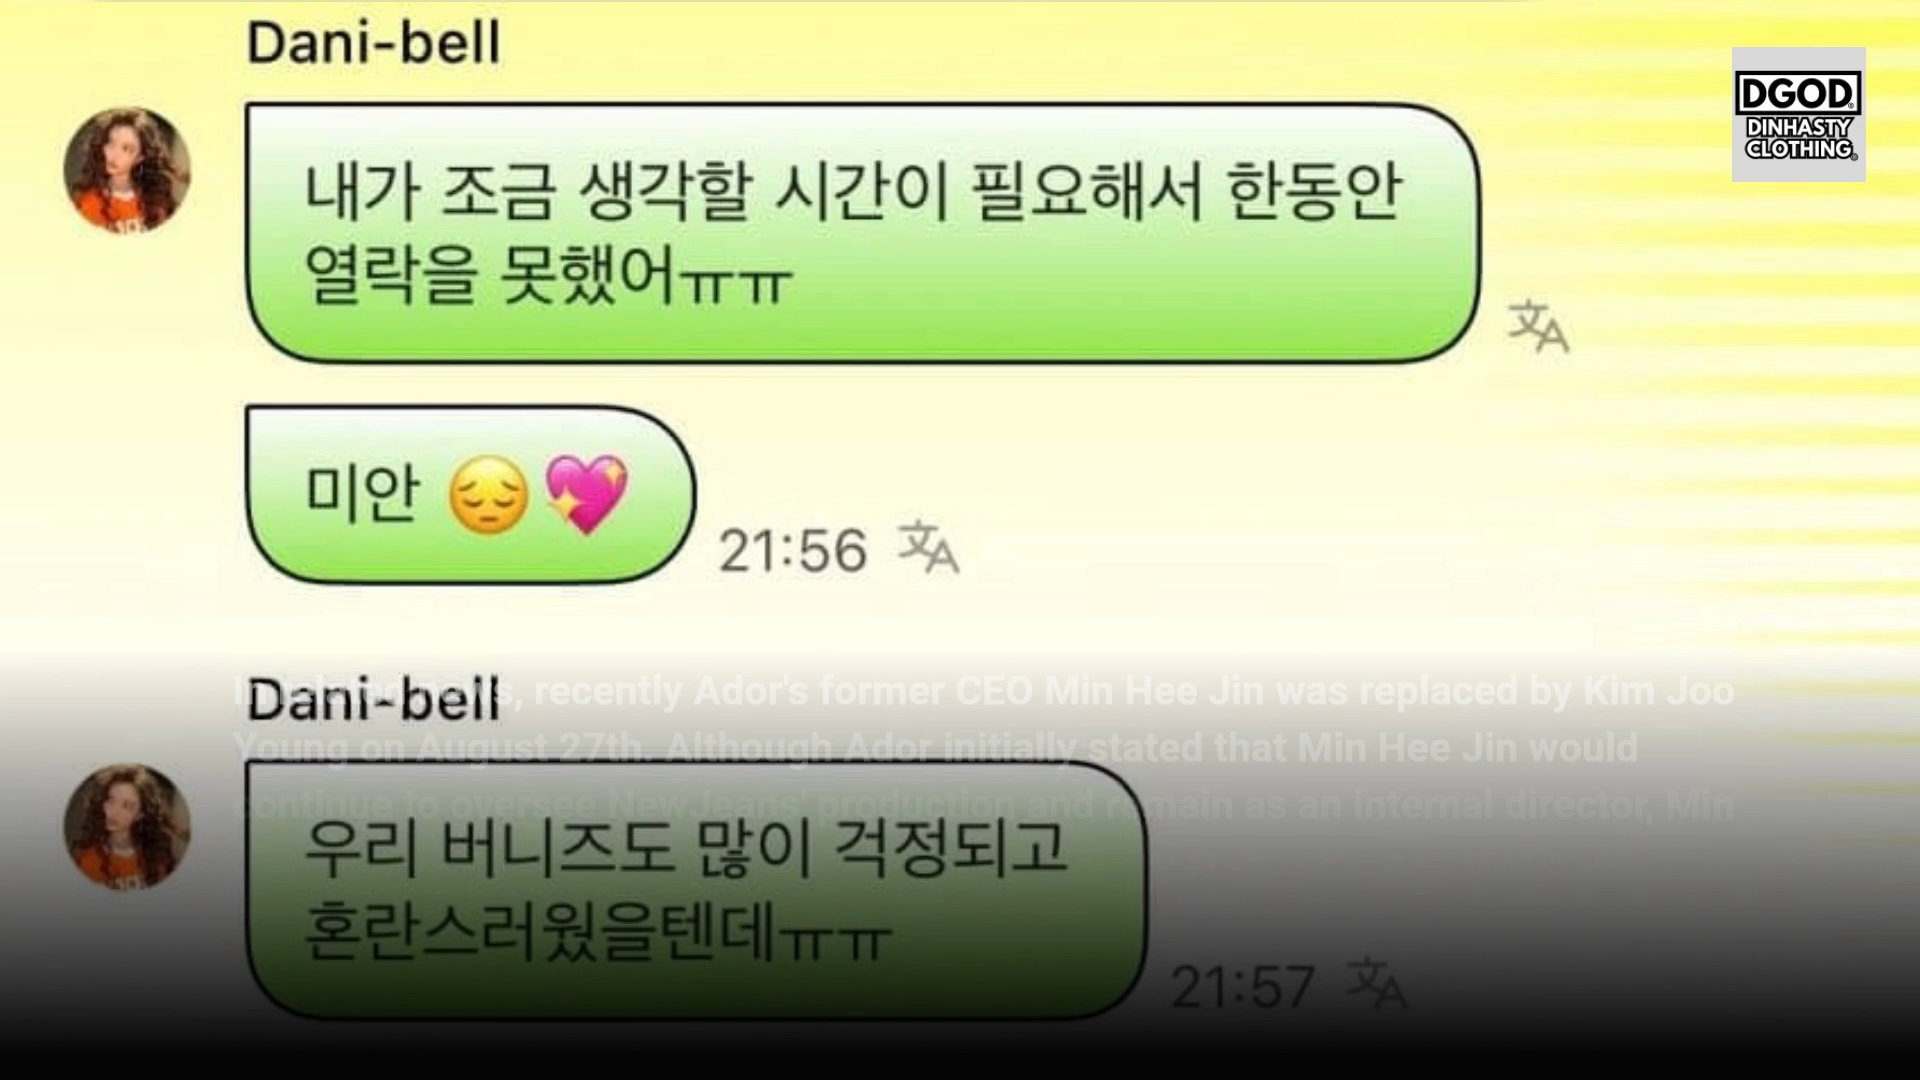 Dani-bell
DGOD
DINHASTY
CLOTHING
내가 조금 생각할 시간이 필요해서 한동안
열락을 못했어ㅠㅠ
미안 😔💖
21:56
Dani-bell
In related news, recently Ador's former CEO Min Hee Jin was replaced by Kim Joo
Young on August 27th. Although Ador initially stated that Min Hee Jin would
continue to oversee NewJeans' production and remain as an internal director, Min
우리 버니즈도 많이 걱정되고
혼란스러웠을텐데ㅠㅠ
21:57